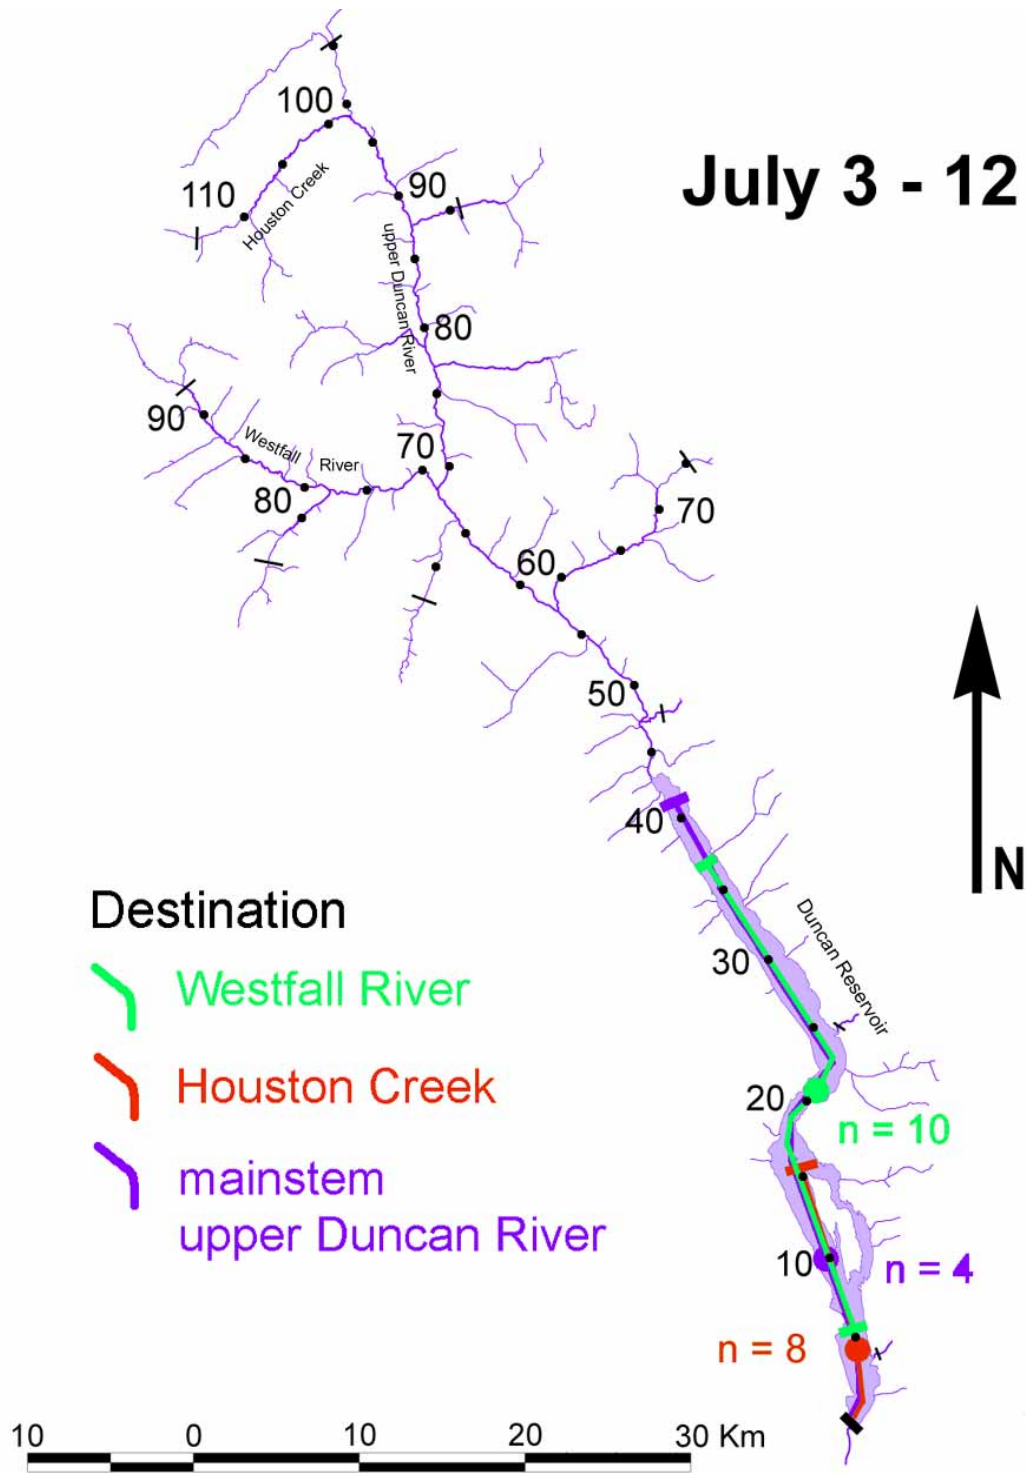 100
July 3 - 12
110
Houston Creek
90
upper Duncan River
80
90
Westfall River
70
80
70
60
50
40
N
Destination
Duncan Reservoir
30
Westfall River
Houston Creek
20
n = 10
mainstem
upper Duncan River
10
n = 4
n = 8
10 0 10 20 30 Km